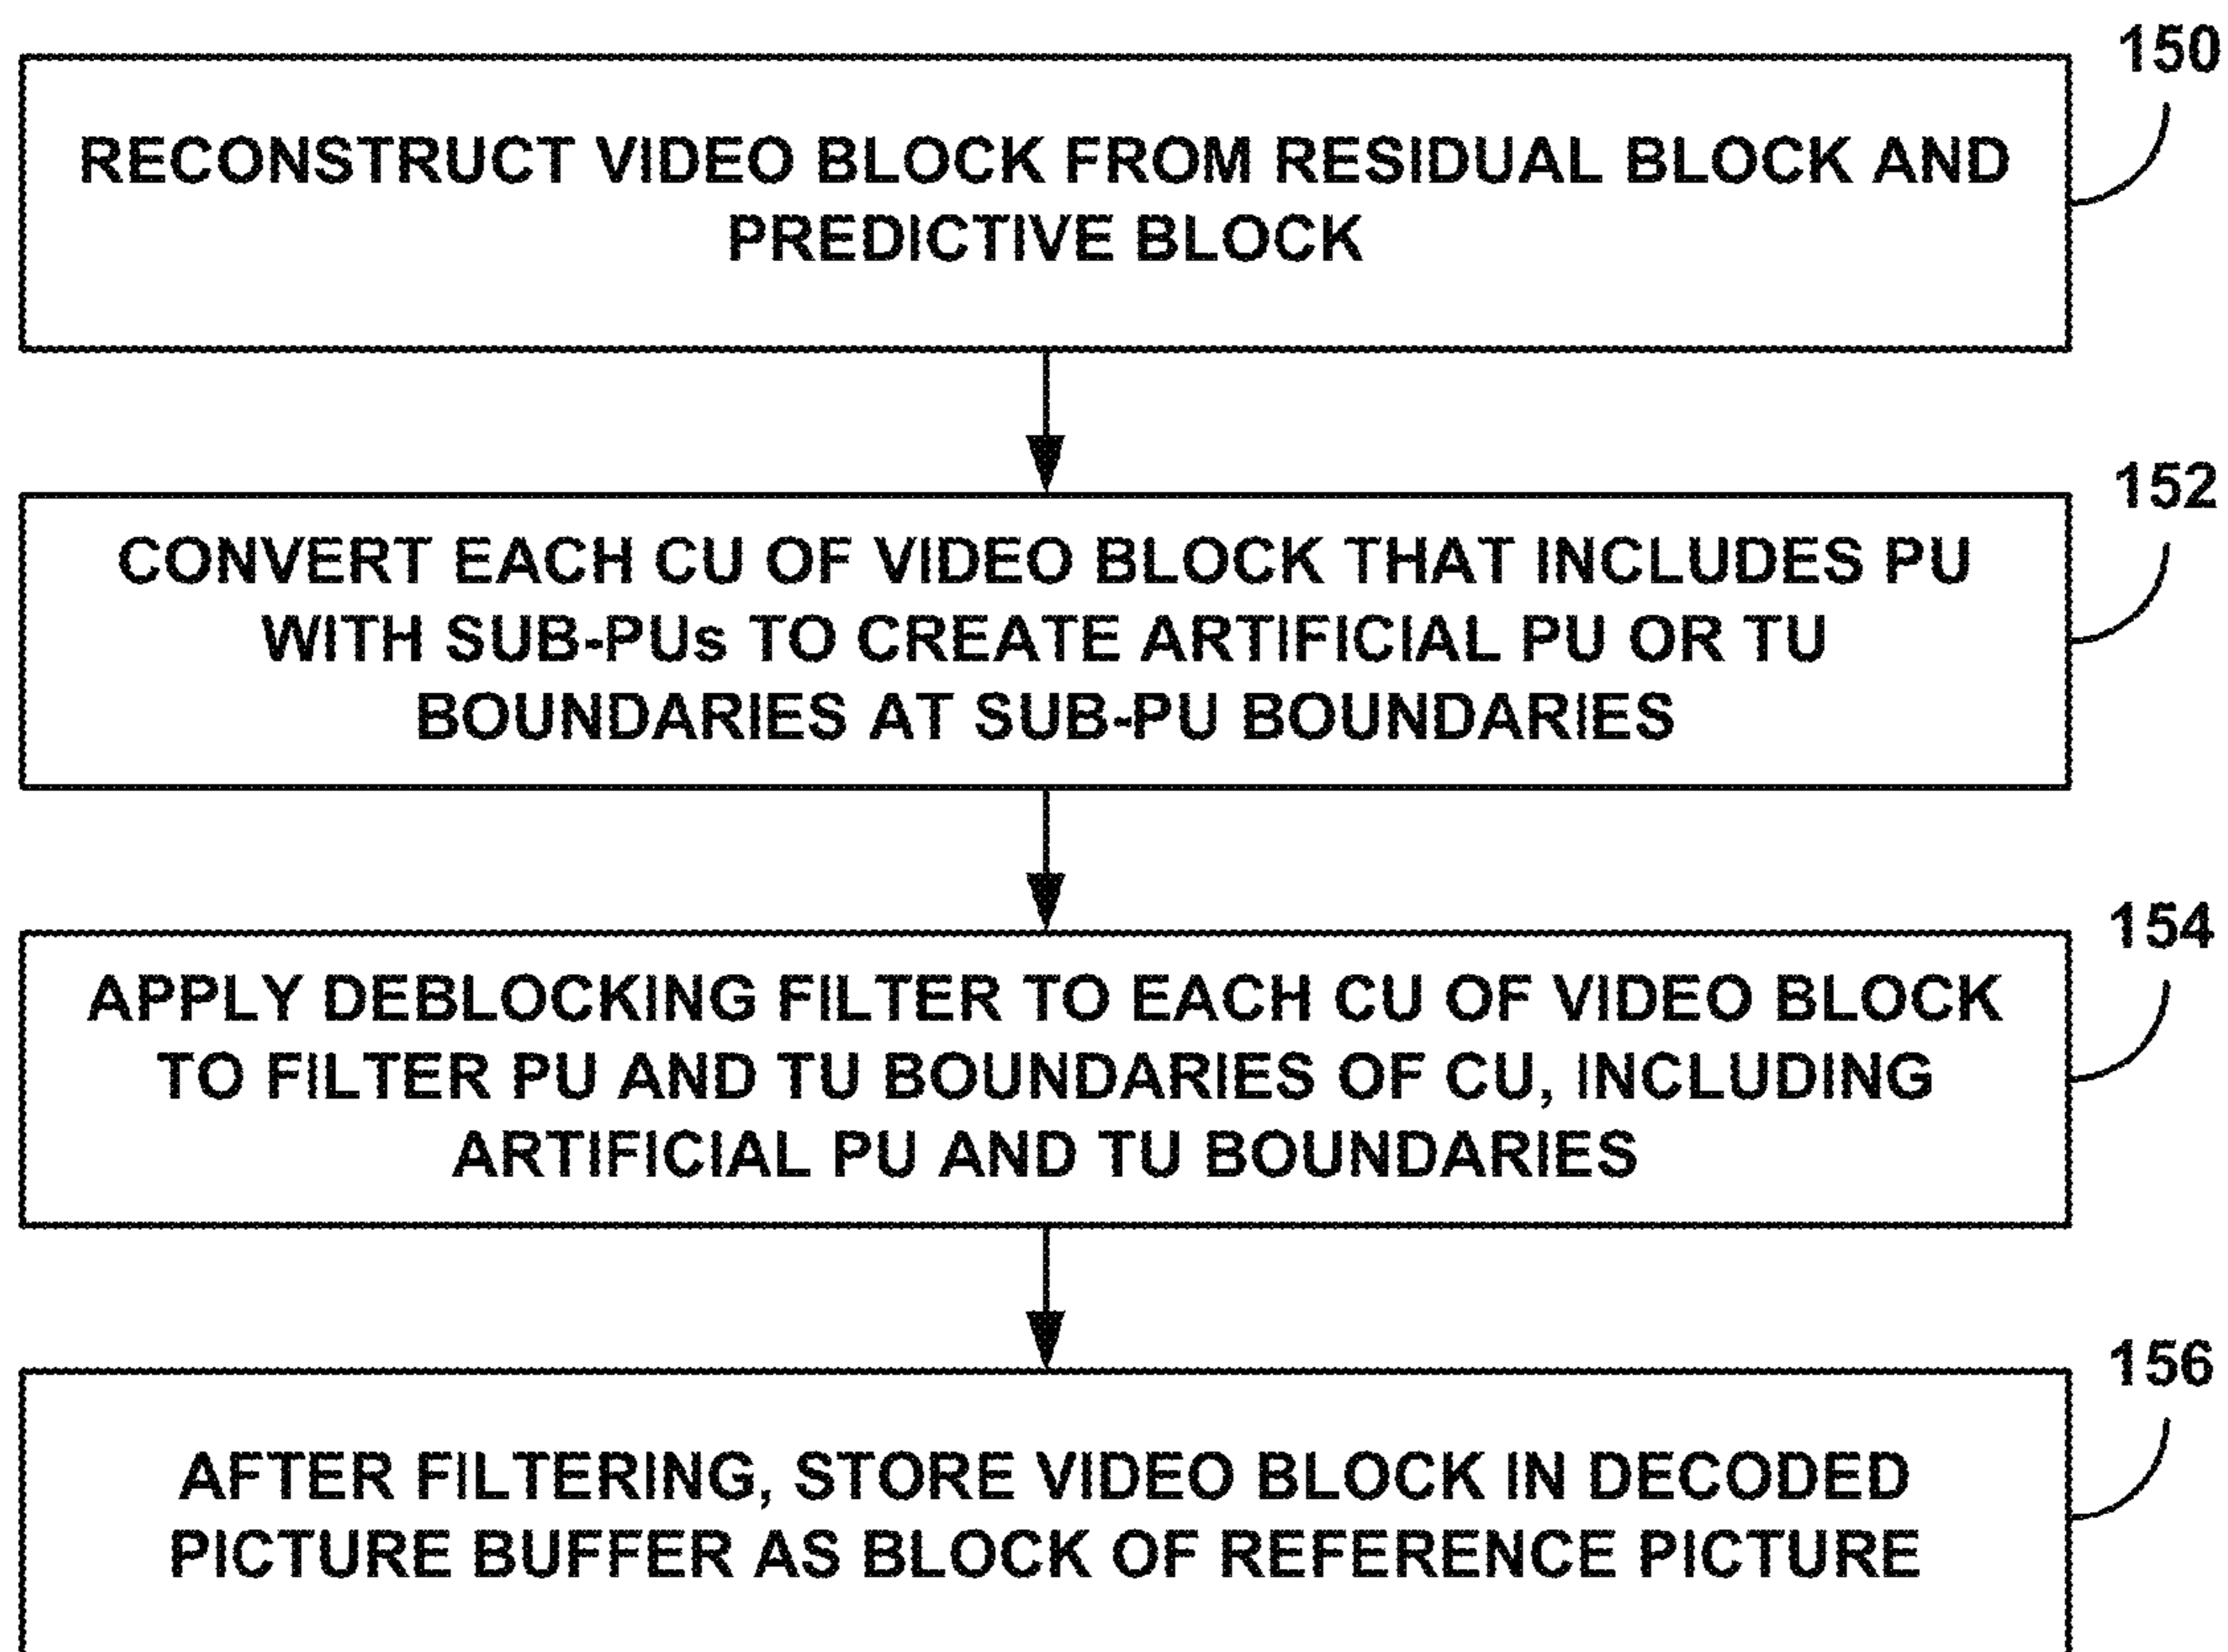 150
RECONSTRUCT VIDEO BLOCK FROM RESIDUAL BLOCK AND
PREDICTIVE BLOCK
152
CONVERT EACH CU OF VIDEO BLOCK THAT INCLUDES PU
WITH SUB-PUs TO CREATE ARTIFICIAL PU OR TU
BOUNDARIES AT SUB-PU BOUNDARIES
154
APPLY DEBLOCKING FILTER TO EACH CU OF VIDEO BLOCK
TO FILTER PU AND TU BOUNDARIES OF CU, INCLUDING
ARTIFICIAL PU AND TU BOUNDARIES
156
AFTER FILTERING, STORE VIDEO BLOCK IN DECODED
PICTURE BUFFER AS BLOCK OF REFERENCE PICTURE